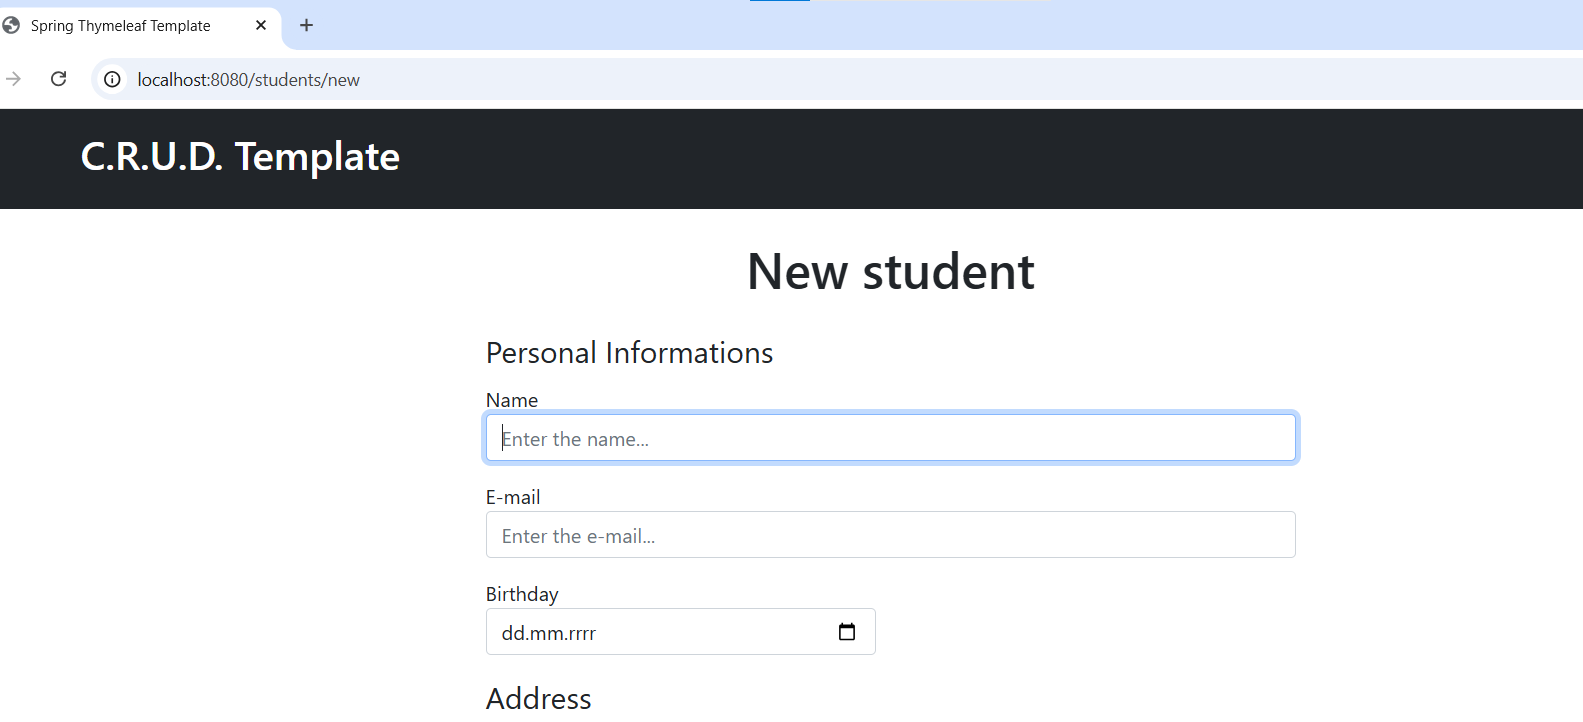 Spring Thymeleaf Template
localhost:8080/students/new
C.R.U.D. Template
New student
Personal Informations
Name
Enter the name...
E-mail
Enter the e-mail...
Birthday
dd.mm.rrrr
Address